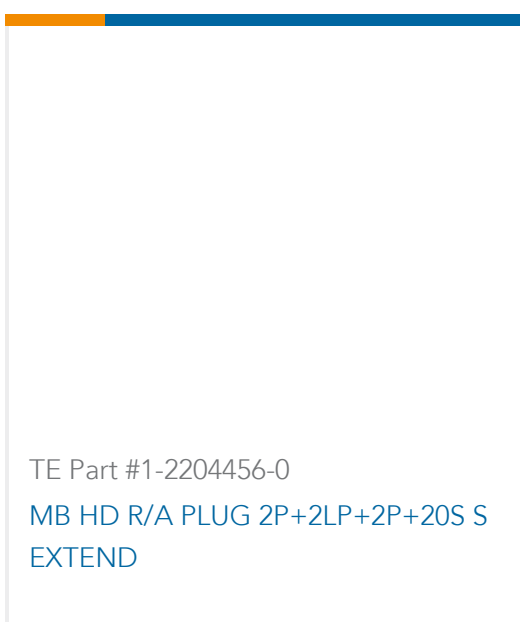 TE Part #1-2204456-0
MB HD R/A PLUG 2P+2LP+2P+20S S
EXTEND